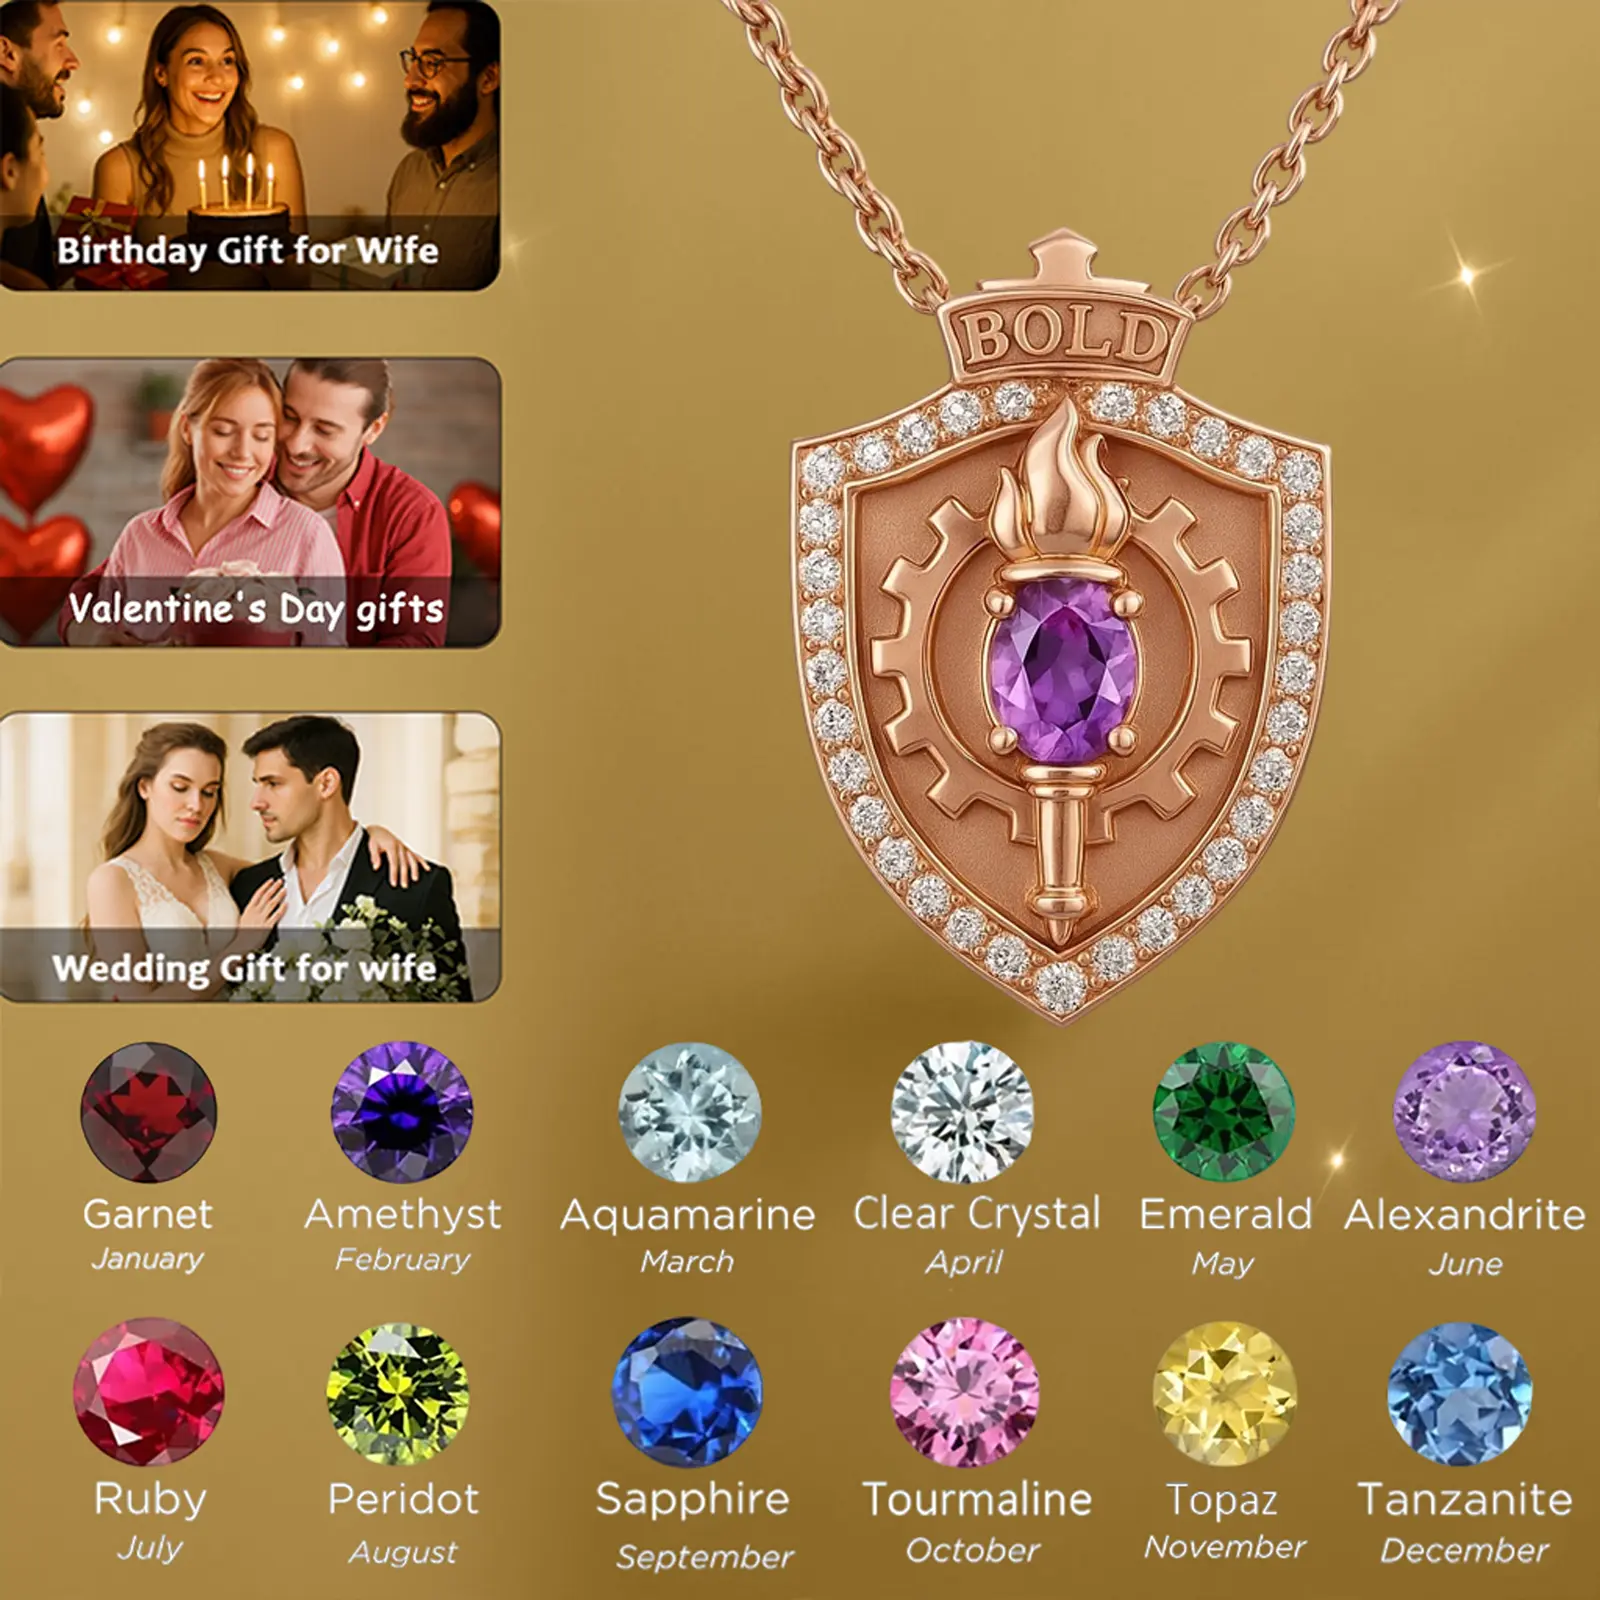 Birthday Gift for Wife
BOLD
Valentine's Day gifts
Wedding Gift for wife
Garnet
January
Amethyst
February
Aquamarine
March
Clear Crystal
April
Emerald
May
Alexandrite
June
Ruby
July
Peridot
August
Sapphire
September
Tourmaline
October
Topaz
November
Tanzanite
December